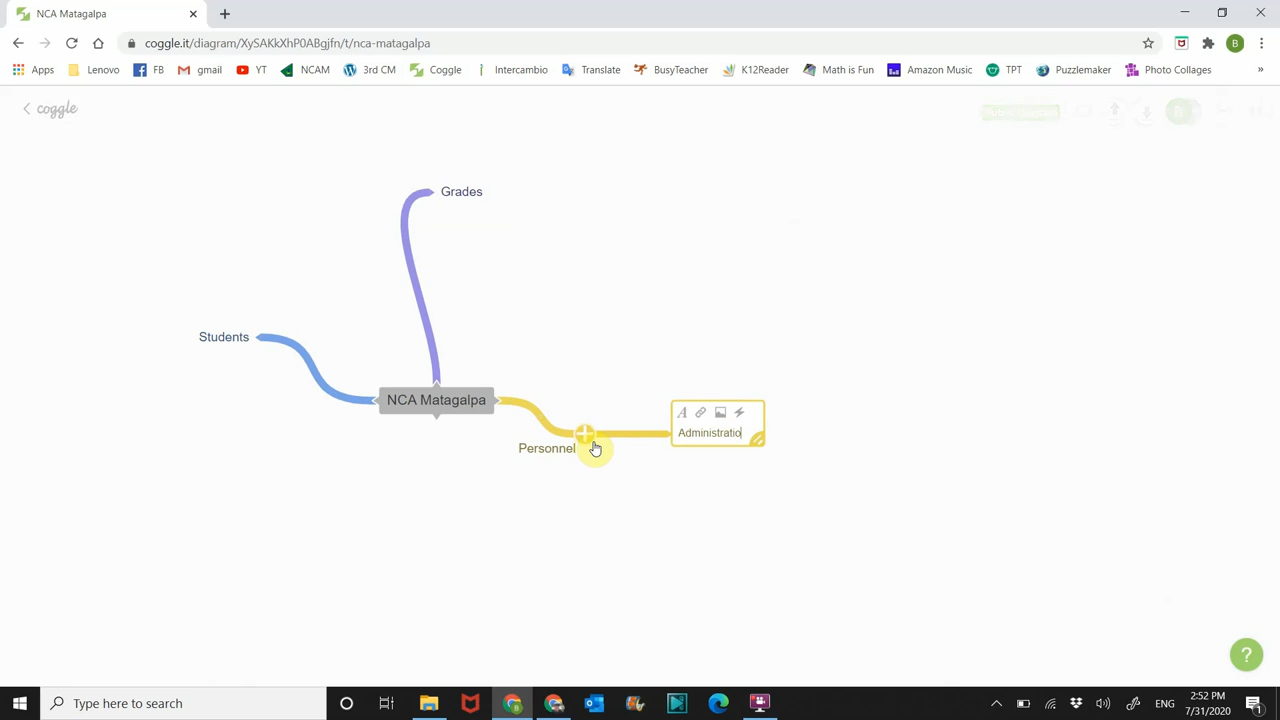 NCA Matagalpa
coggle.it/diagram/XySAKkXhP0ABgjfn/t/nca-matagalpa
B
Apps Lenovo FB gmail YT NCAM 3rd CM Coggle Intercambio Translate BusyTeacher K12Reader Math is Fun Amazon Music TPT Puzzlemaker Photo Collages »
coggle
B
Grades
Students
NCA Matagalpa
Administratio
Personnel
?
Type here to search
ENG
2:52 PM
7/31/2020
1